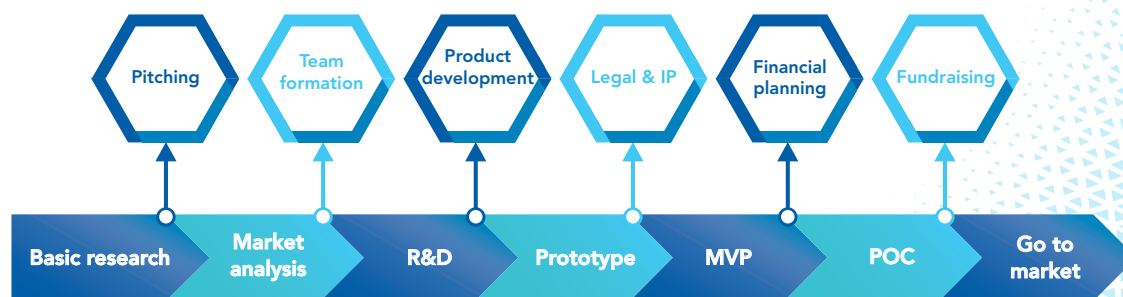 Pitching
Team
formation
Product
development
Legal & IP
Financial
planning
Fundraising
Basic research
Market
analysis
R&D
Prototype
MVP
POC
Go to
market